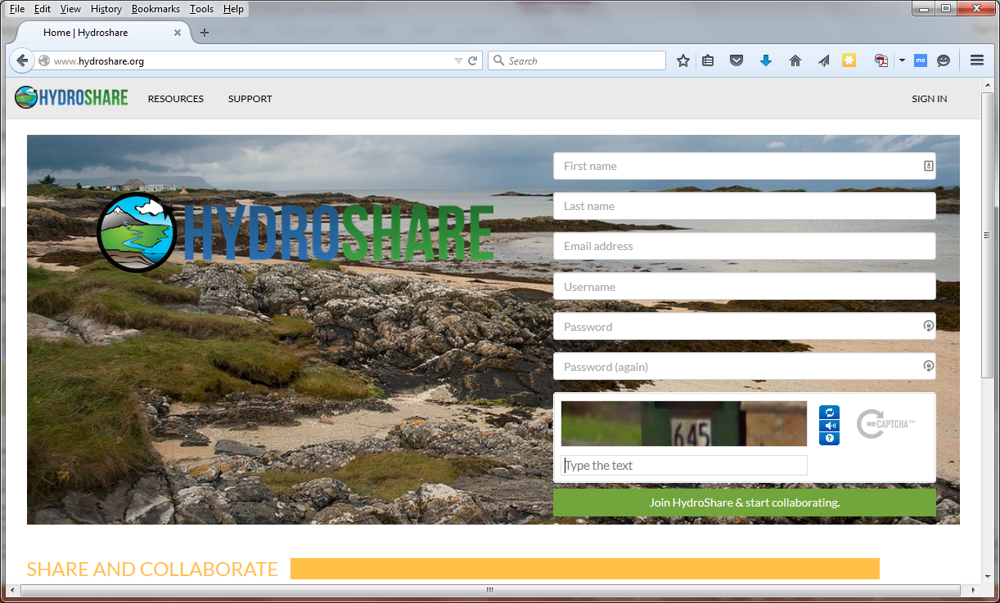 File Edit View History Bookmarks Tools Help
Home | Hydroshare
www.hydroshare.org
Search
me
HYDROSHARE RESOURCES SUPPORT SIGN IN
HYDROSHARE
First name
Last name
Email address
Username
Password
Password (again)
645
reCAPTCHA™
Type the text
Join HydroShare & start collaborating.
SHARE AND COLLABORATE